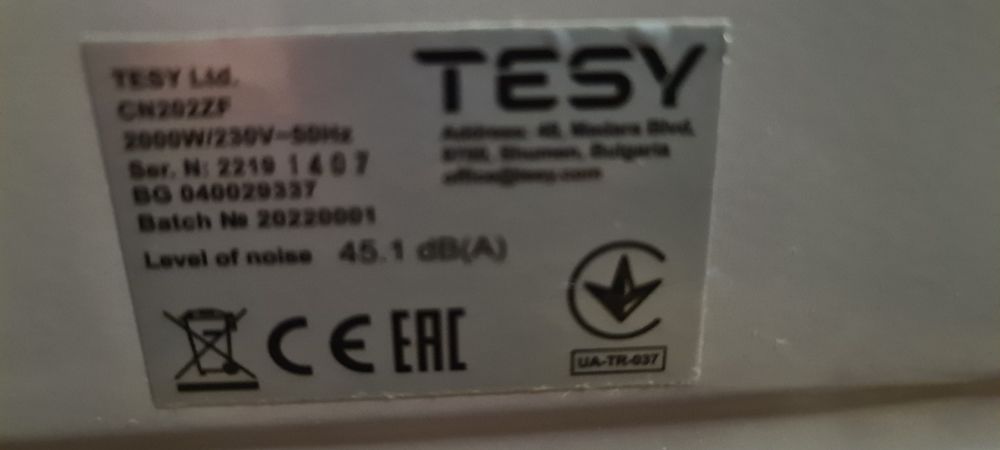 TESY Ltd.
CN202ZF
2000W/230V~50Hz
Ser. N: 2219 1407
BG 040029337
Batch № 20220001
Level of noise 45.1 dB(A)
CE EAC
TESY
Address: 48, Madara Blvd,
9700, Shumen, Bulgaria
office@tesy.com
UA-TR-037